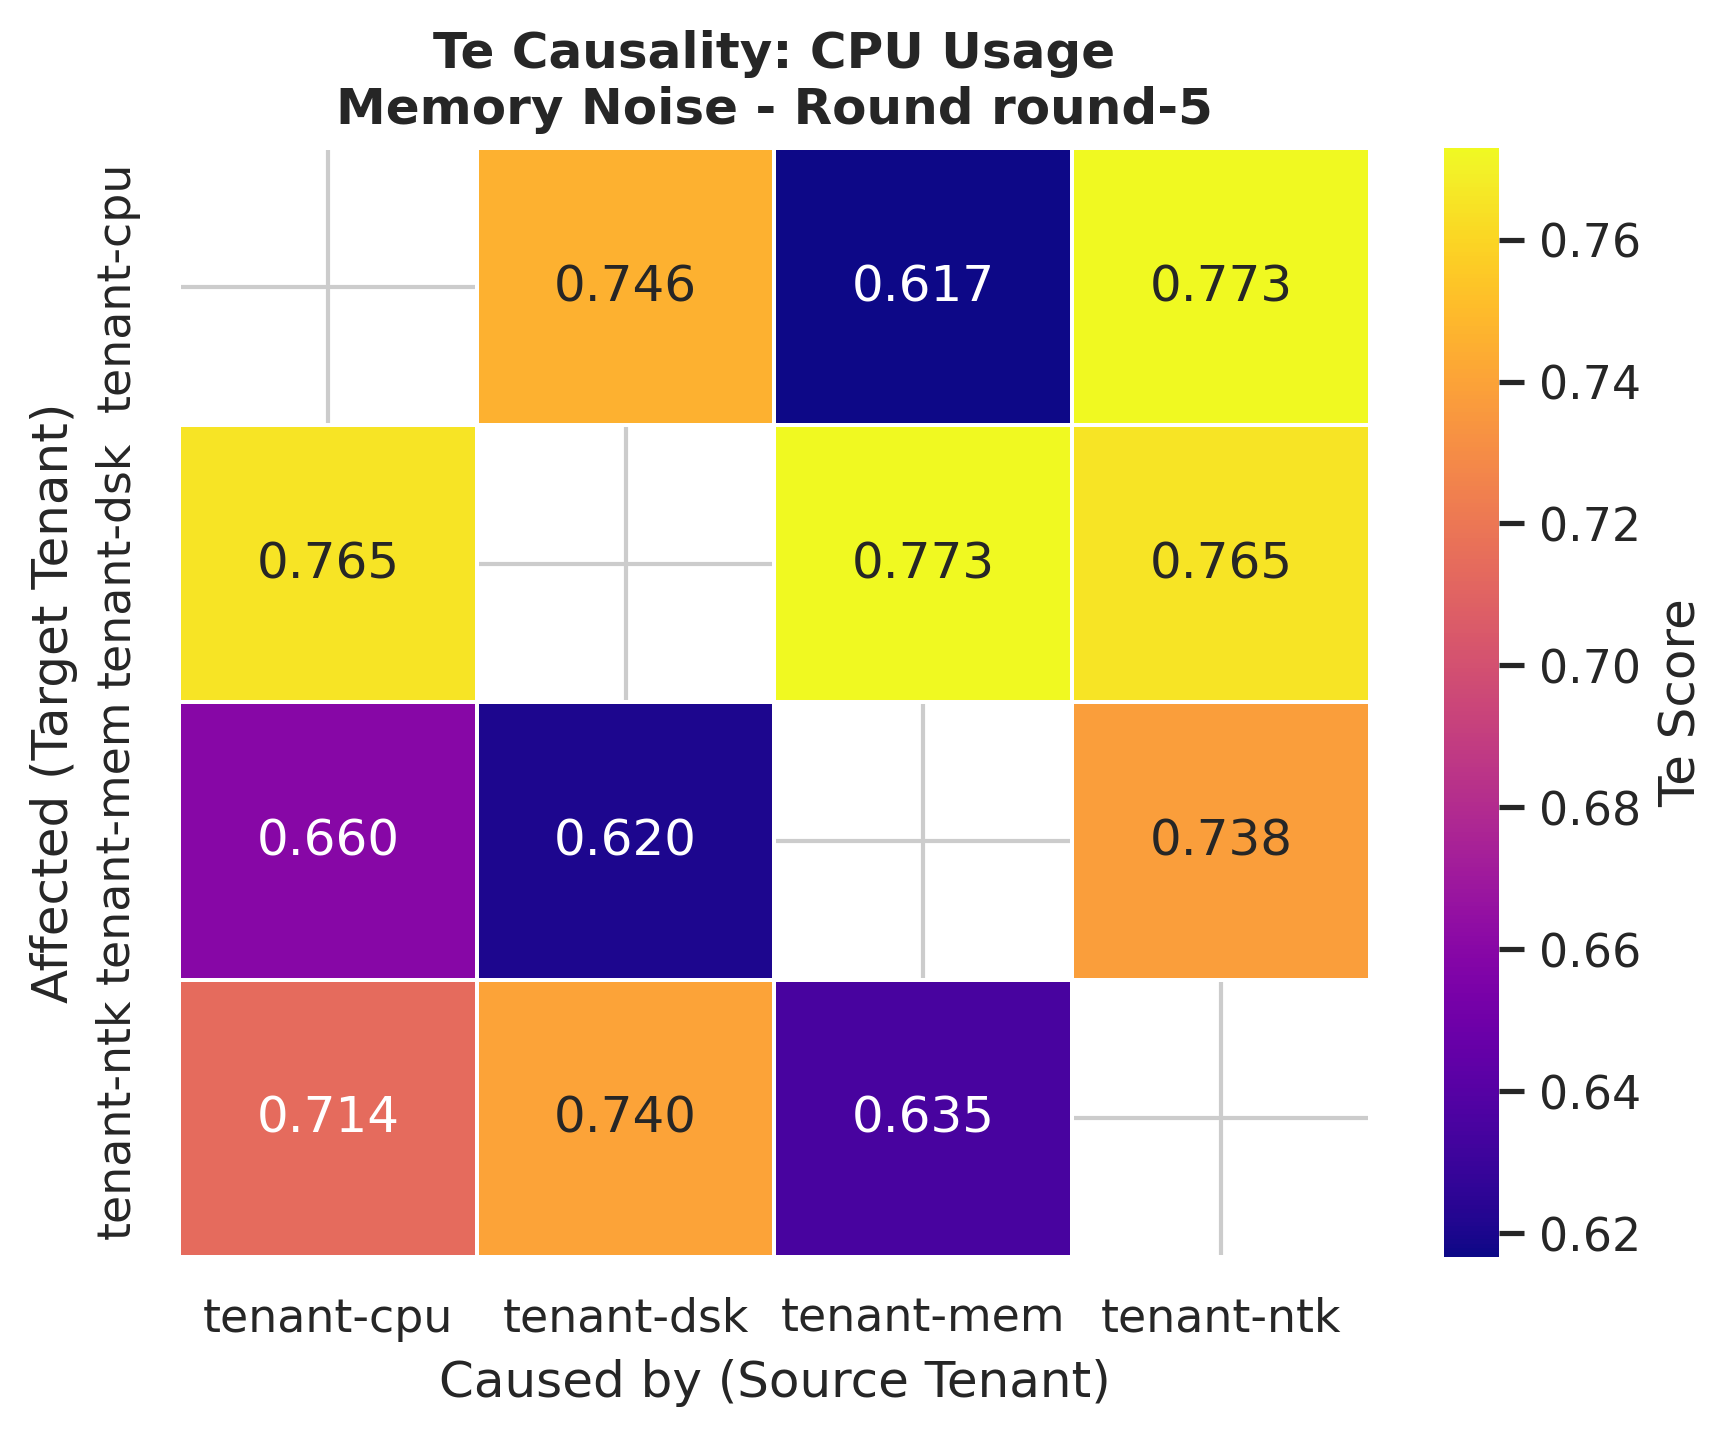 Te Causality: CPU Usage
Memory Noise - Round round-5
Affected (Target Tenant)
tenant-cpu
0.746
0.617
0.773
tenant-dsk
0.765
0.773
0.765
tenant-mem
0.660
0.620
0.738
tenant-ntk
0.714
0.740
0.635
tenant-cpu
tenant-dsk
tenant-mem
tenant-ntk
Caused by (Source Tenant)
0.76
0.74
0.72
0.70
0.68
0.66
0.64
0.62
Te Score